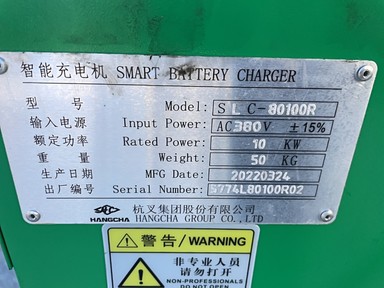 智能充电机 SMART BATTERY CHARGER
型 号 Model: SLC-80100R
输入电源 Input Power: AC380V ±15%
额定功率 Rated Power: 10 KW
重量 Weight: 50 KG
生产日期 MFG Date: 20220324
出厂编号 Serial Number: S774L80100R02
HANGCHA 杭叉集团股份有限公司
HANGCHA GROUP CO.,LTD
警告/WARNING
非专业人员
请勿打开
NON-PROFESSIONALS
DO NOT OPEN